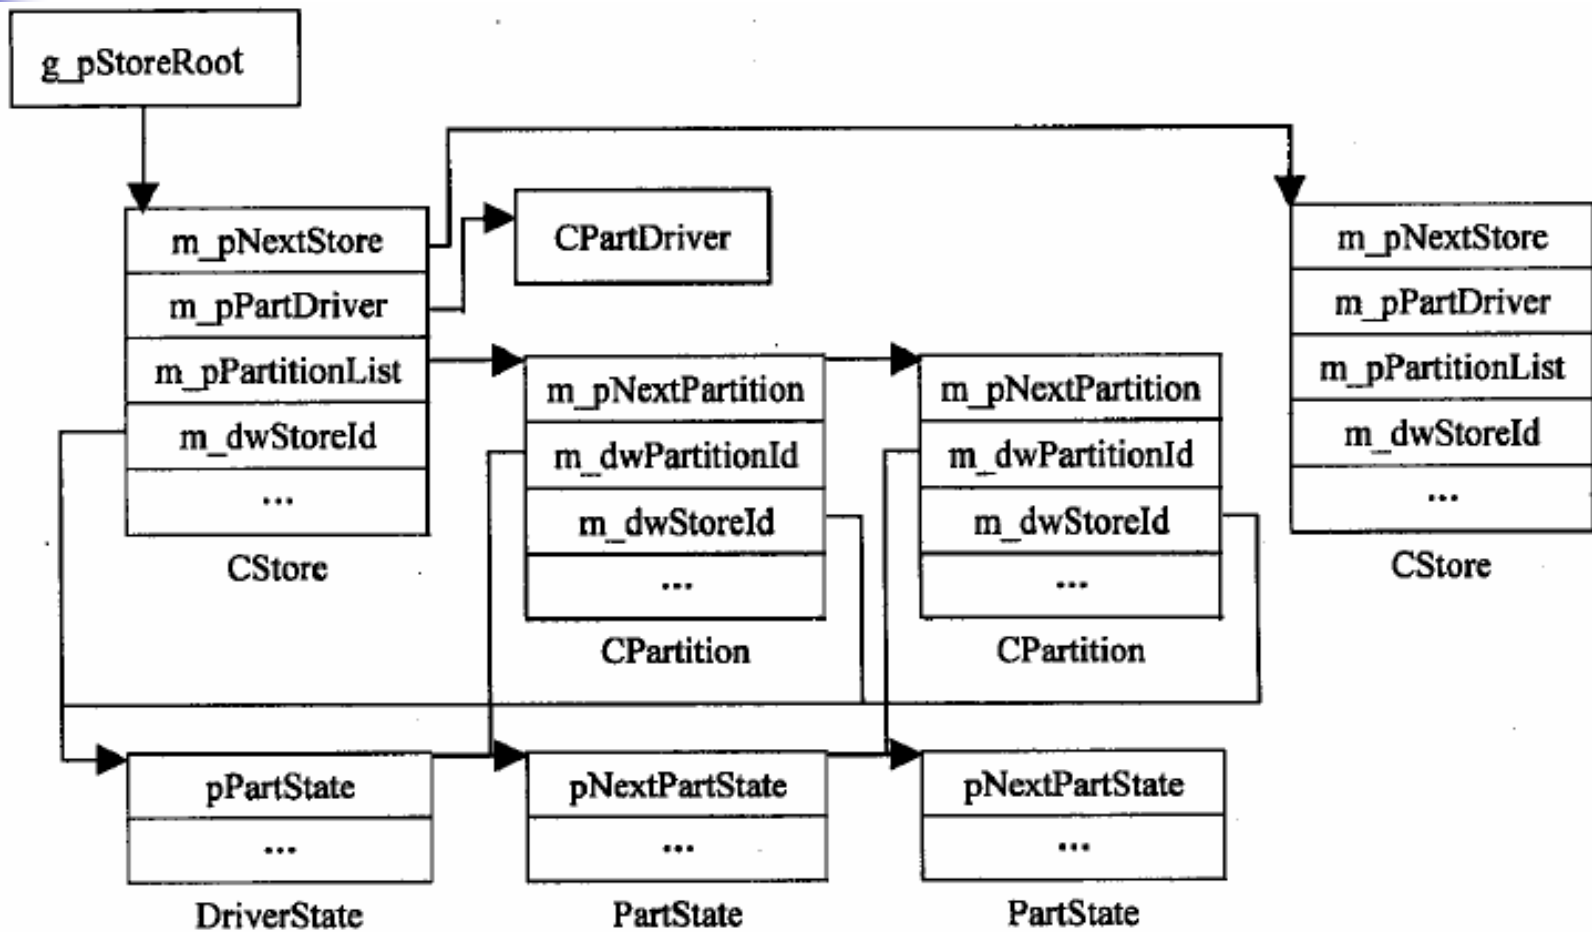 g_pStoreRoot
m_pNextStore
m_pPartDriver
m_pPartitionList
m_dwStoreId
...
CStore
CPartDriver
m_pNextPartition
m_dwPartitionId
m_dwStoreId
...
CPartition
m_pNextPartition
m_dwPartitionId
m_dwStoreId
...
CPartition
m_pNextStore
m_pPartDriver
m_pPartitionList
m_dwStoreId
...
CStore
pPartState
...
DriverState
pNextPartState
...
PartState
pNextPartState
...
PartState